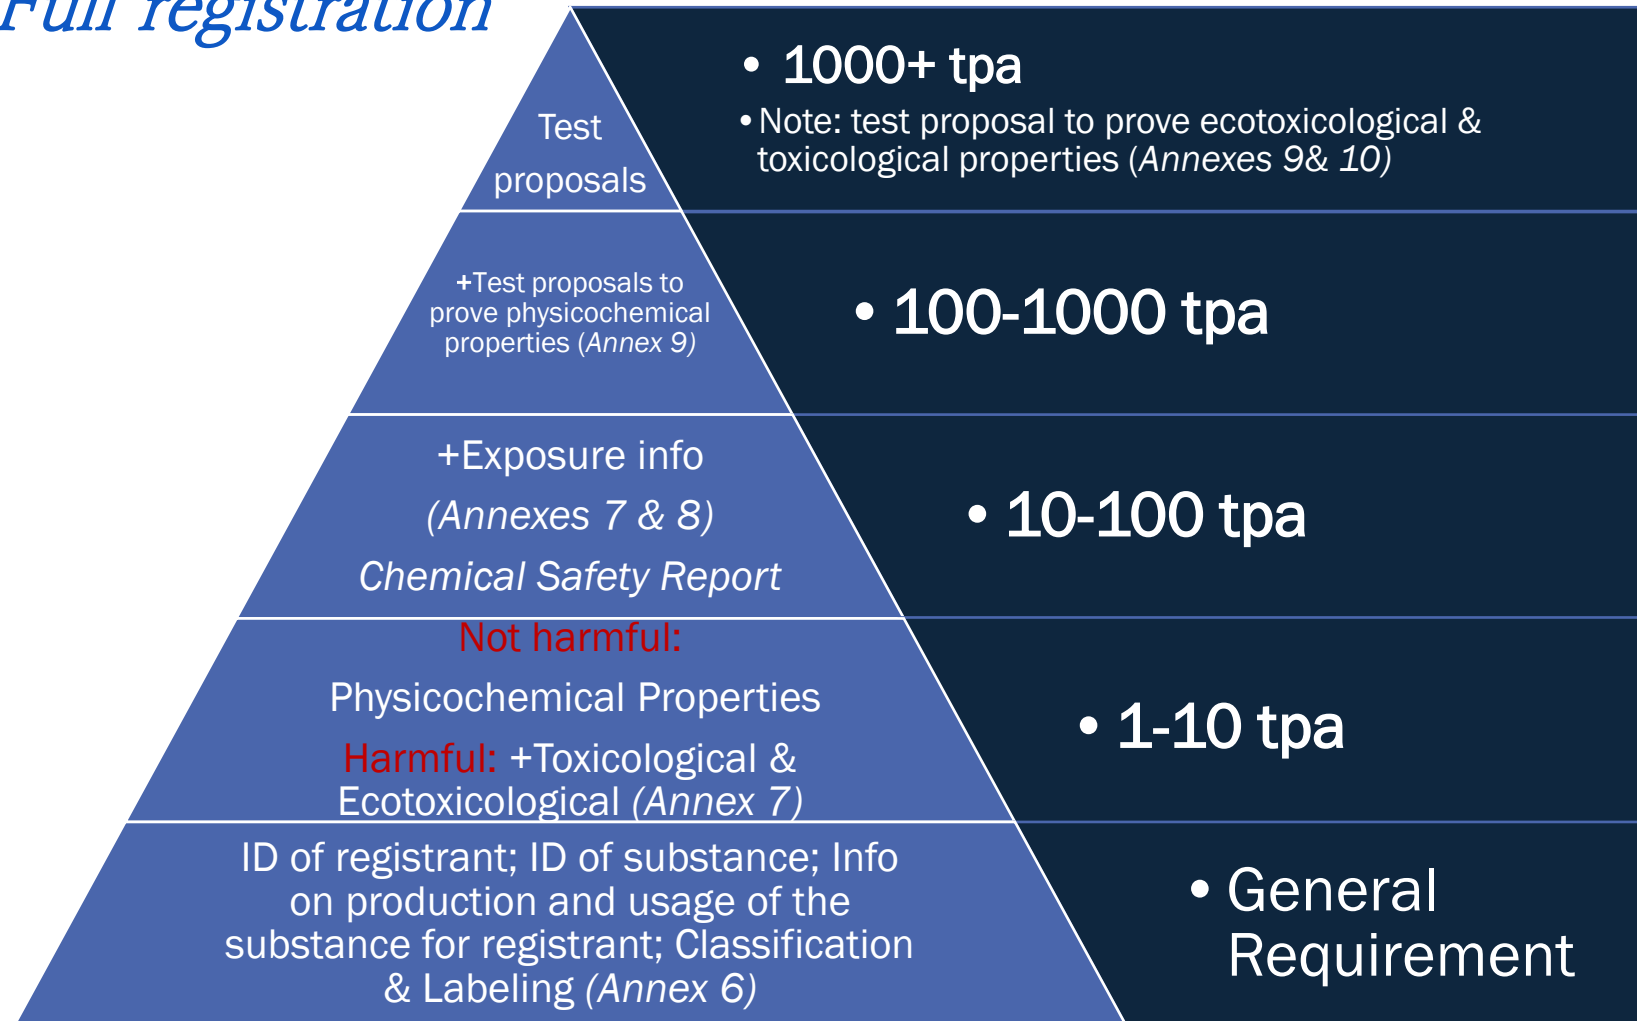 Full registration
Test
proposals
• 1000+ tpa
•Note: test proposal to prove ecotoxicological &
toxicological properties (Annexes 9& 10)
+Test proposals to
prove physicochemical
properties (Annex 9)
• 100-1000 tpa
+Exposure info
(Annexes 7 & 8)
Chemical Safety Report
• 10-100 tpa
Not harmful:
Physicochemical Properties
Harmful: +Toxicological &
Ecotoxicological (Annex 7)
• 1-10 tpa
ID of registrant; ID of substance; Info
on production and usage of the
substance for registrant; Classification
& Labeling (Annex 6)
• General
Requirement